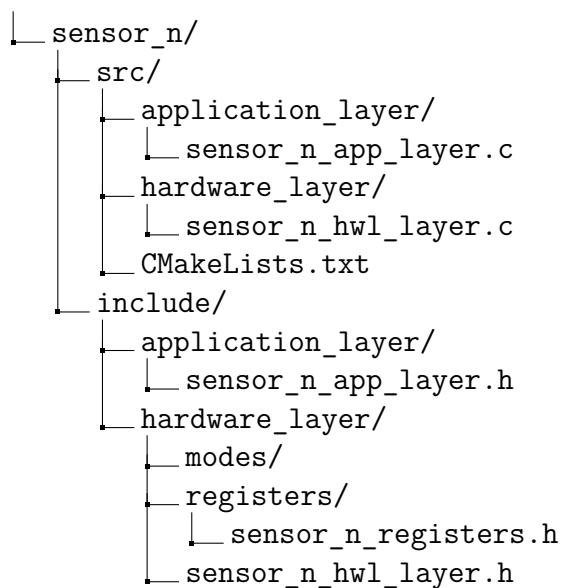 sensor_n/
src/
application_layer/
sensor_n_app_layer.c
hardware_layer/
sensor_n_hwl_layer.c
CMakeLists.txt
include/
application_layer/
sensor_n_app_layer.h
hardware_layer/
modes/
registers/
sensor_n_registers.h
sensor_n_hwl_layer.h